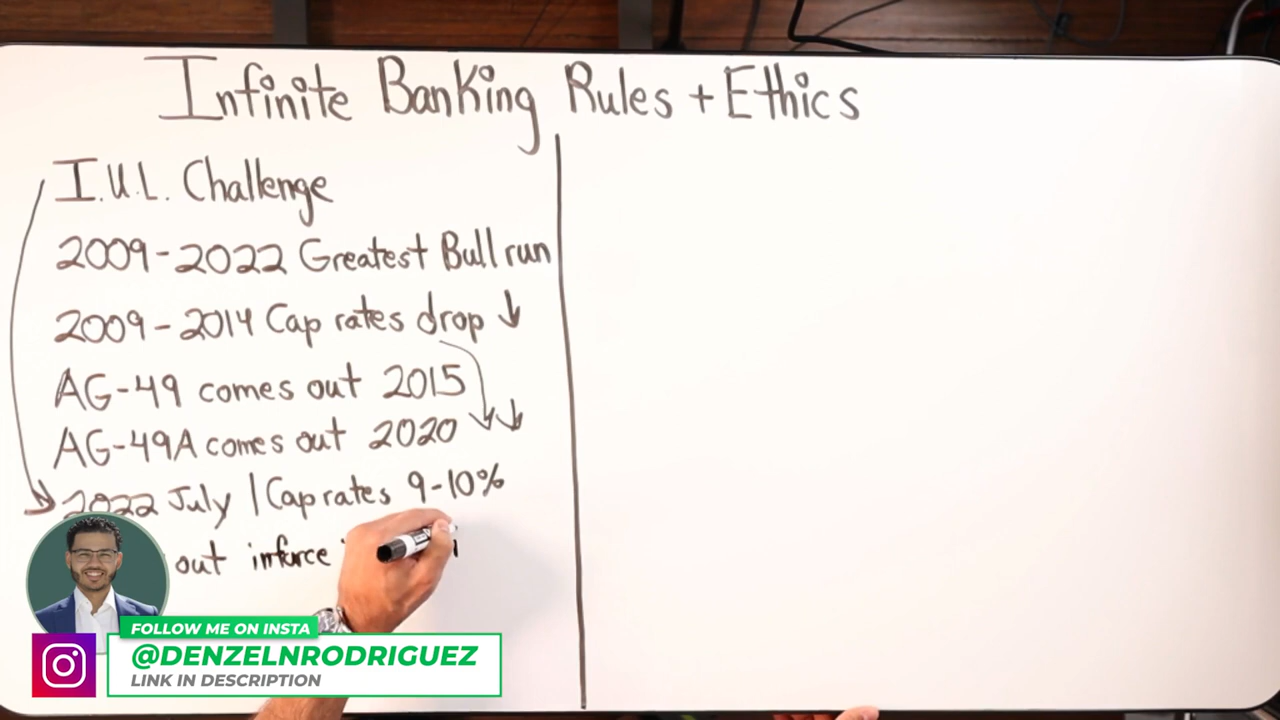 Infinite Banking Rules + Ethics
I.U.L. Challenge
2009-2022 Greatest Bull run
2009-2014 Cap rates drop ↓
AG-49 comes out 2015
AG-49A comes out 2020 ↓
2022 July | Cap rates 9-10%
out inforce
FOLLOW ME ON INSTA
@DENZELNRODRIGUEZ
LINK IN DESCRIPTION